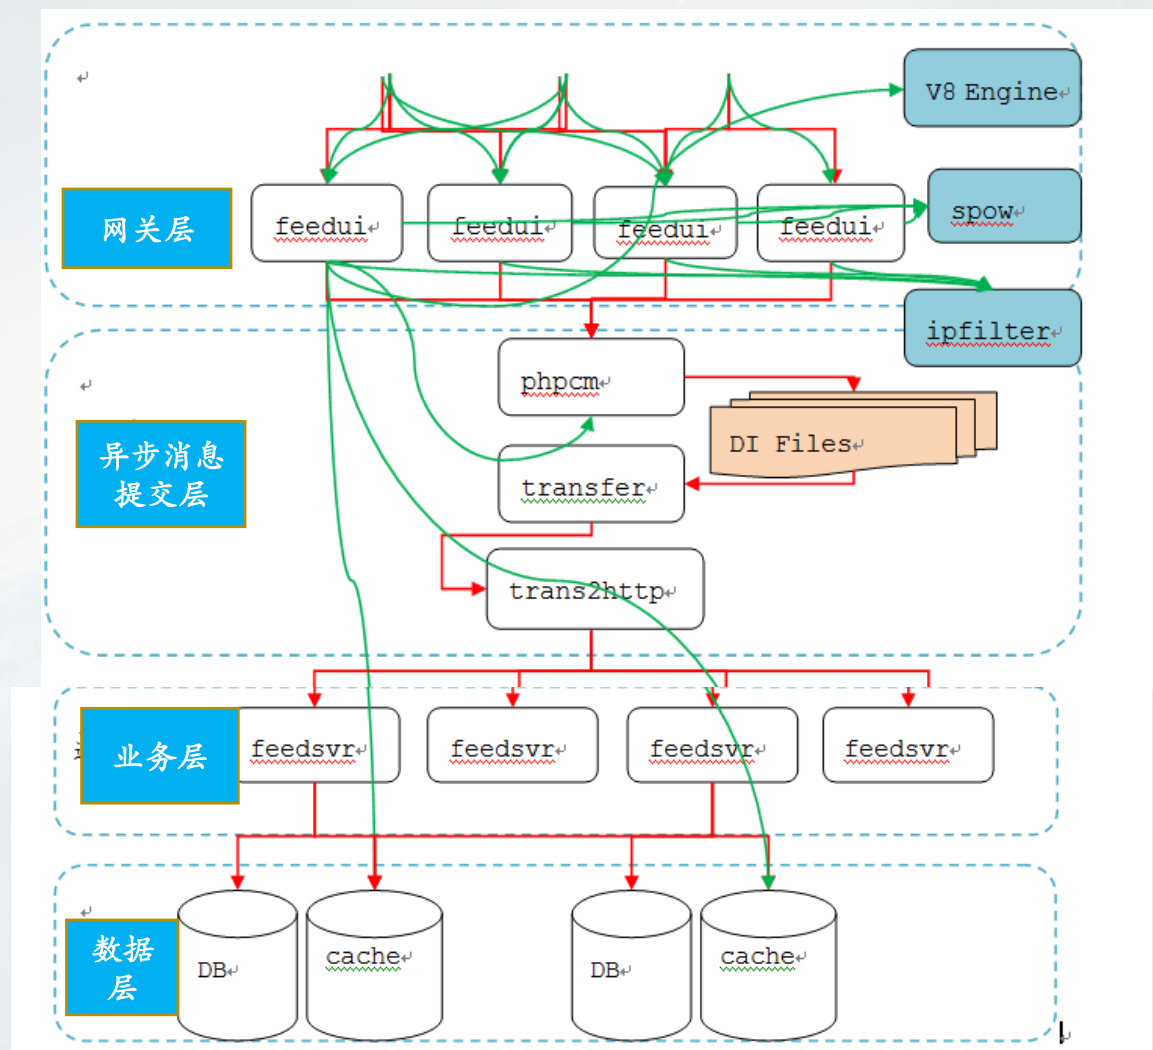 V8 Engine
网关层
feedui
feedui
feedui
feedui
spow
ipfilter
phpcm
异步消息
提交层
DI Files
transfer
trans2http
业务层
feedsvr
feedsvr
feedsvr
feedsvr
数据
层
DB
cache
DB
cache